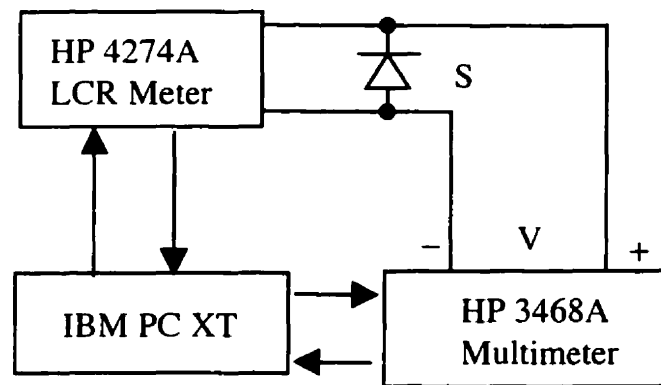 HP 4274A
LCR Meter
S
− V +
IBM PC XT
HP 3468A
Multimeter